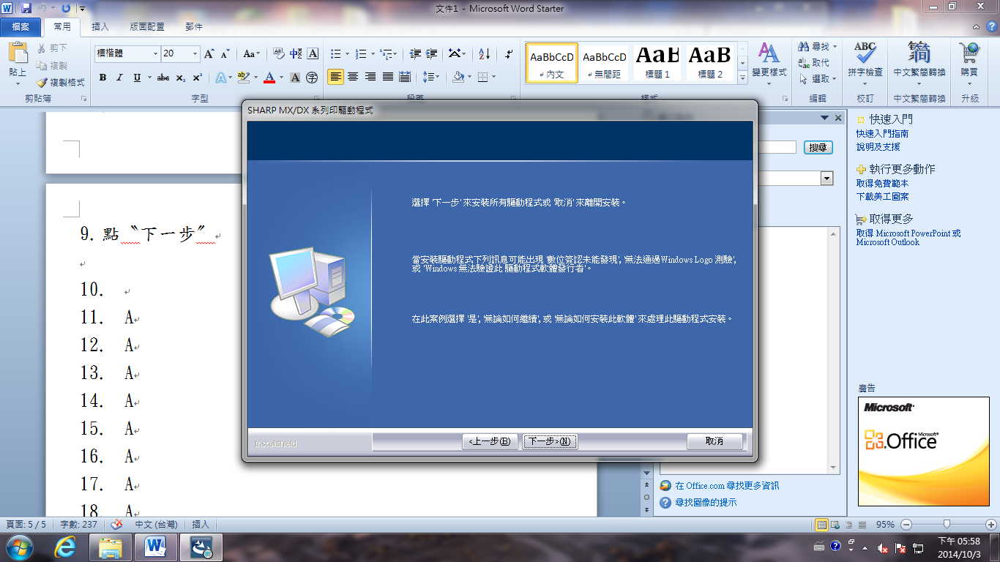 文件1 - Microsoft Word Starter
檔案 常用 插入 版面配置 郵件
貼上
剪下
複製
複製格式
剪貼簿
標楷體 20
字型
段落
AaBbCcD 內文
AaBbCcD 無間距
AaB 標題 1
AaB 標題 2
變更樣式
樣式
尋找
取代
選取
編輯
ABC
拼字檢查
校訂
簡
中文繁簡轉換
中文繁簡轉換
購買
升級
9. 點〝下一步〞
10.
11. A
12. A
13. A
14. A
15. A
16. A
17. A
18. A
SHARP MX/DX 系列印驅動程式
選擇 '下一步' 來安裝所有驅動程式或 '取消' 來離開安裝。
當安裝驅動程式下列訊息可能出現 '數位簽認未能發現', '無法通過Windows Logo 測驗',
或 'Windows 無法驗證此 驅動程式軟體發行者'。
在此案例選擇 '是', '無論如何繼續', 或 '無論如何安裝此軟體' 來處理此驅動程式安裝。
InstallShield
<上一步(B) 下一步>(N) 取消
搜尋
在 Office.com 尋找更多資訊
尋找圖像的提示
快速入門
快速入門指南
說明及支援
執行更多動作
取得免費範本
下載美工圖案
取得更多
取得 Microsoft PowerPoint 或
Microsoft Outlook
廣告
Microsoft
Microsoft Office
頁面: 5 / 5 字數: 237 中文 (台灣) 插入 95%
下午 05:58
2014/10/3